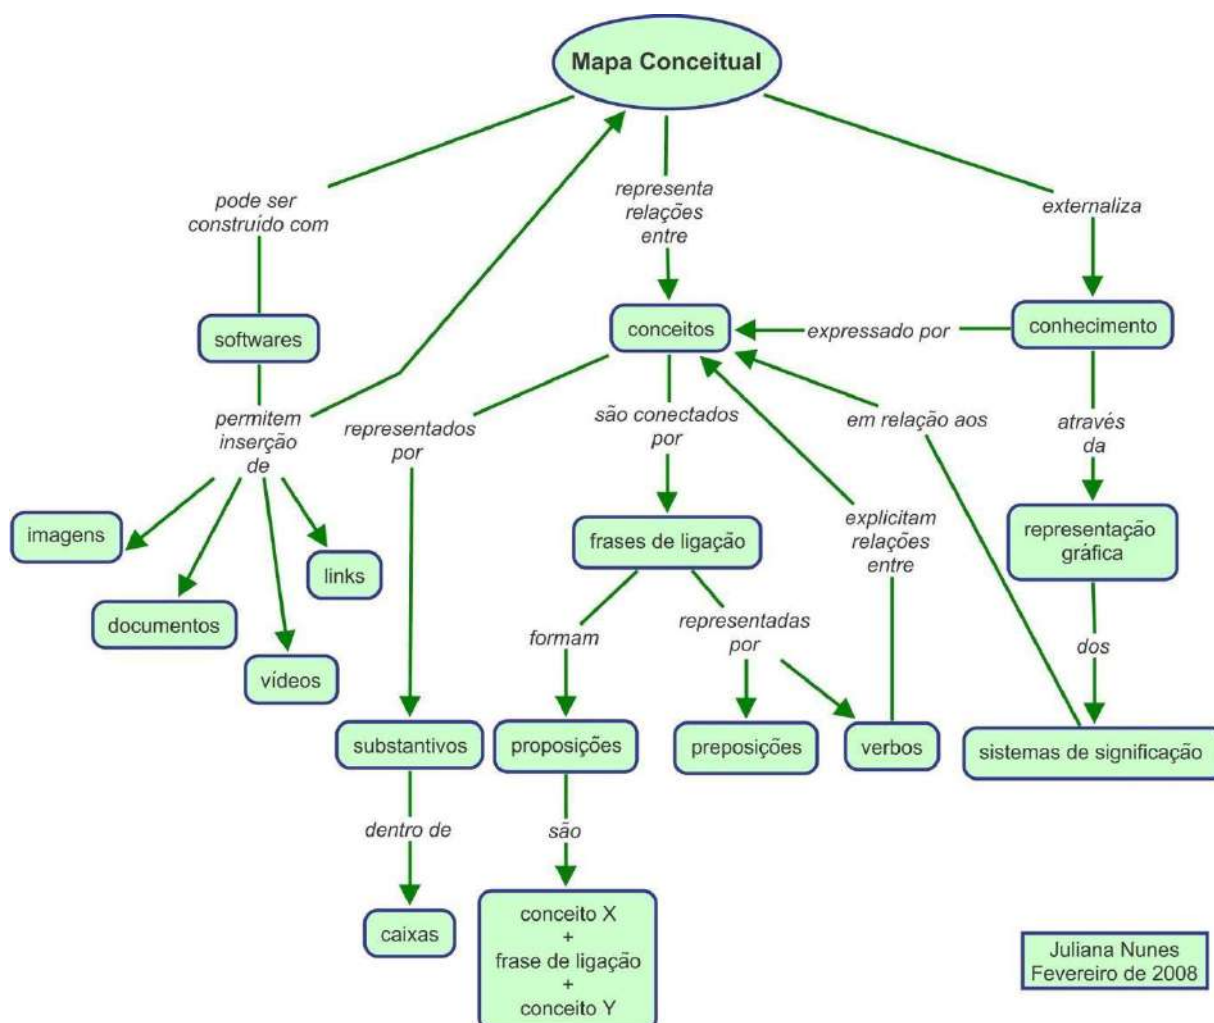 Mapa Conceitual
pode ser
construído com
representa
relações
entre
externaliza
softwares
conceitos
expressado por
conhecimento
permitem
inserção
de
representados
por
são conectados
por
em relação aos
através
da
imagens
documentos
vídeos
links
frases de ligação
explicitam
relações
entre
representação
gráfica
formam
representadas
por
dos
substantivos
proposições
preposições
verbos
sistemas de significação
dentro de
são
caixas
conceito X
+
frase de ligação
+
conceito Y
Juliana Nunes
Fevereiro de 2008